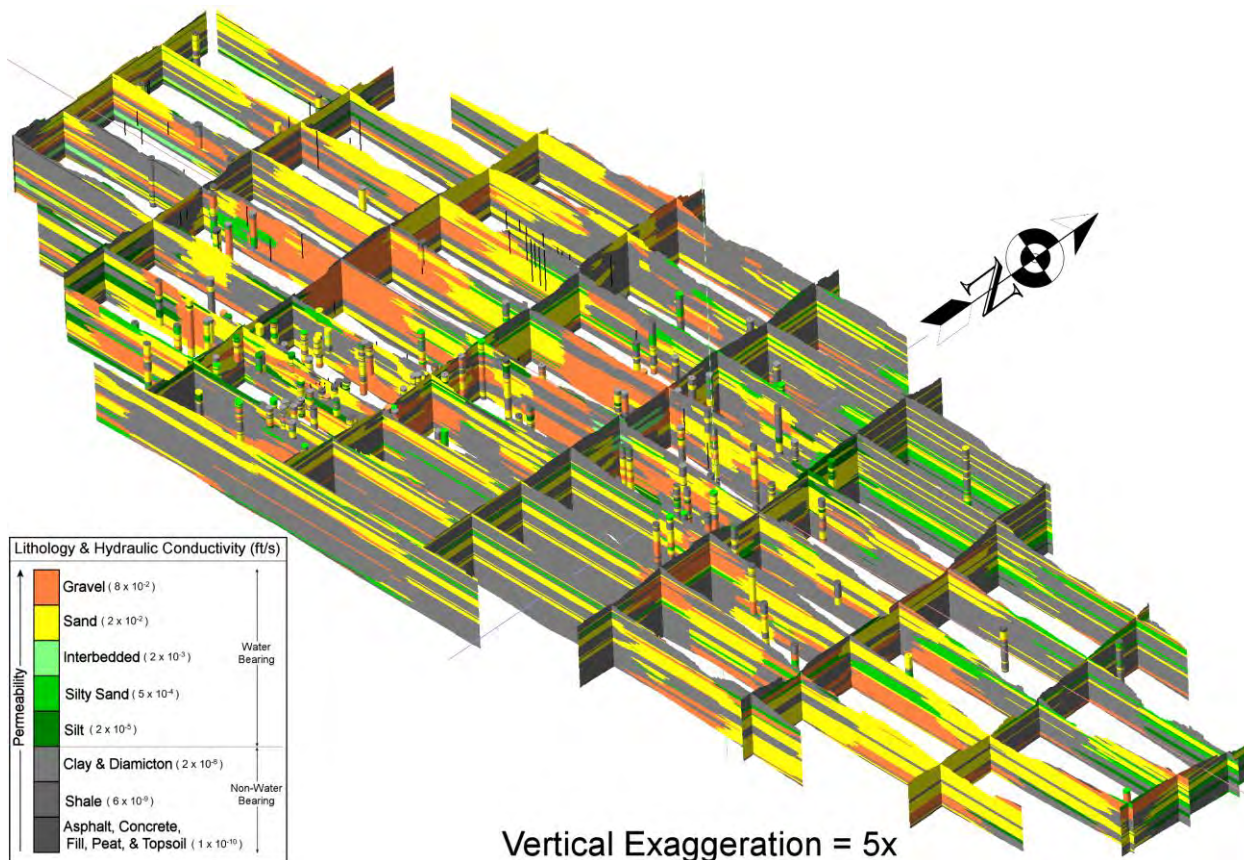 N
Lithology & Hydraulic Conductivity (ft/s)
Permeability
Gravel ( 8 x 10⁻² )
Sand ( 2 x 10⁻² )
Interbedded ( 2 x 10⁻³ )
Silty Sand ( 5 x 10⁻⁴ )
Silt ( 2 x 10⁻⁵ )
Water
Bearing
Clay & Diamicton ( 2 x 10⁻⁸ )
Shale ( 6 x 10⁻⁹ )
Asphalt, Concrete,
Fill, Peat, & Topsoil ( 1 x 10⁻¹⁰ )
Non-Water
Bearing
Vertical Exaggeration = 5x